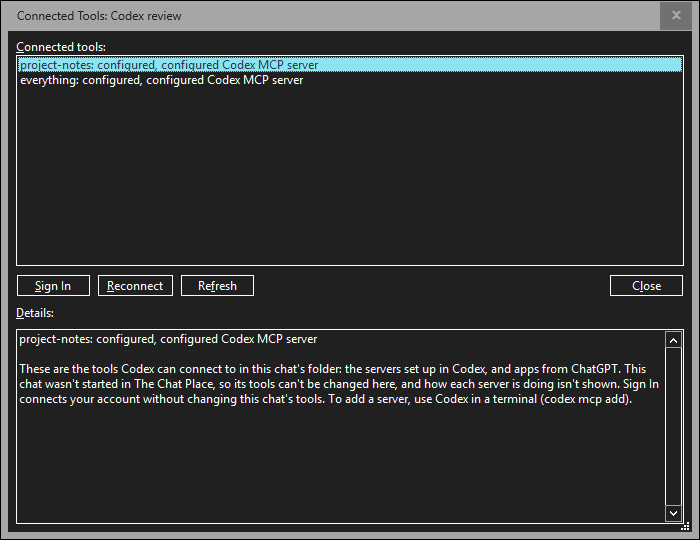 Connected Tools: Codex review
x
Connected tools:
project-notes: configured, configured Codex MCP server
everything: configured, configured Codex MCP server
Sign In
Reconnect
Refresh
Close
Details:
project-notes: configured, configured Codex MCP server
These are the tools Codex can connect to in this chat's folder: the servers set up in Codex, and apps from ChatGPT. This
chat wasn't started in The Chat Place, so its tools can't be changed here, and how each server is doing isn't shown. Sign In
connects your account without changing this chat's tools. To add a server, use Codex in a terminal (codex mcp add).